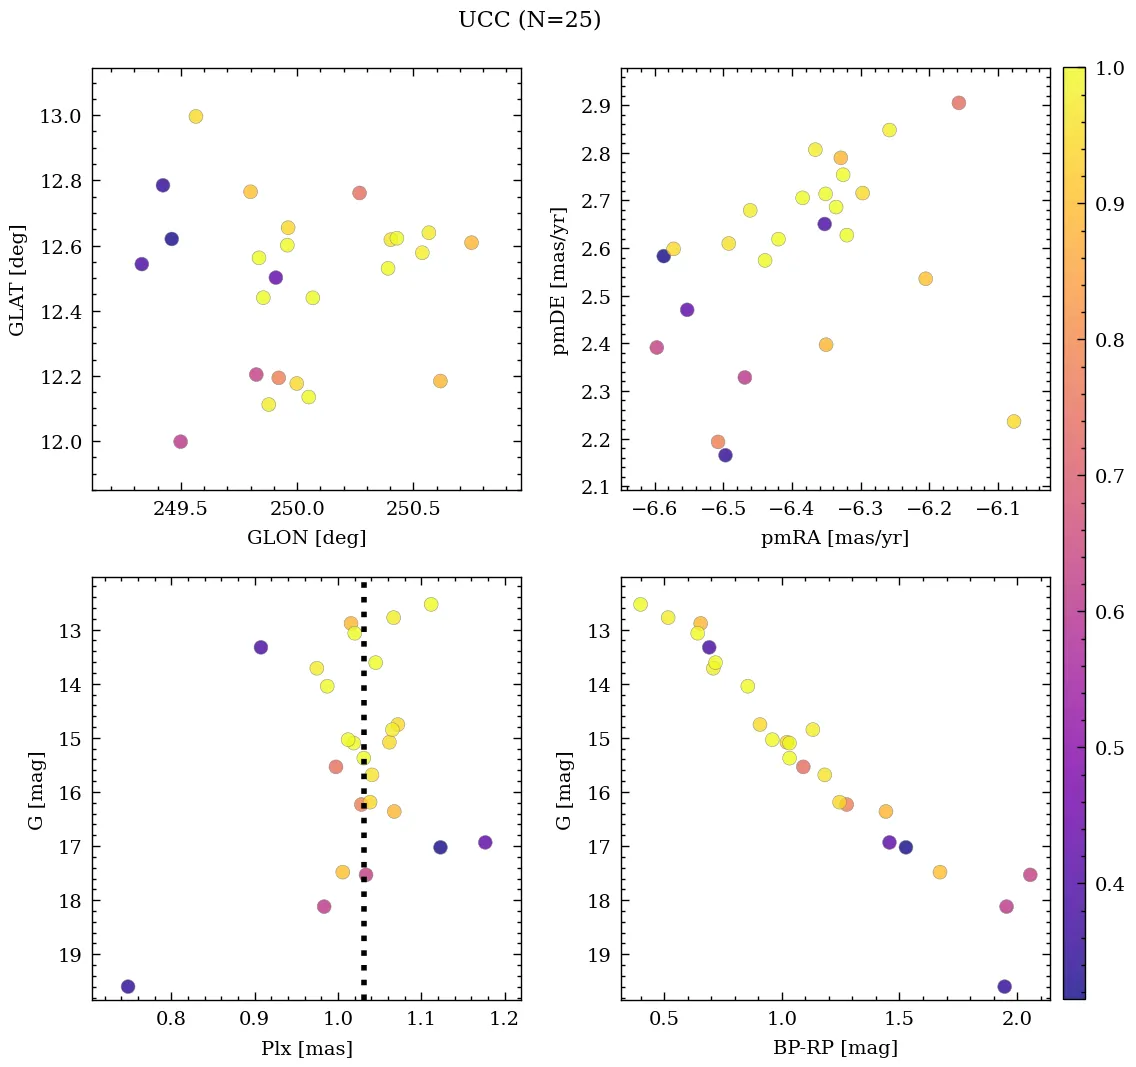 UCC (N=25)
13.0
12.8
12.6
12.4
12.2
12.0
GLAT [deg]
249.5 250.0 250.5
GLON [deg]
2.9
2.8
2.7
2.6
2.5
2.4
2.3
2.2
2.1
pmDE [mas/yr]
−6.6 −6.5 −6.4 −6.3 −6.2 −6.1
pmRA [mas/yr]
1.0
0.9
0.8
0.7
0.6
0.5
0.4
13
14
15
16
17
18
19
G [mag]
0.8 0.9 1.0 1.1 1.2
Plx [mas]
13
14
15
16
17
18
19
G [mag]
0.5 1.0 1.5 2.0
BP-RP [mag]